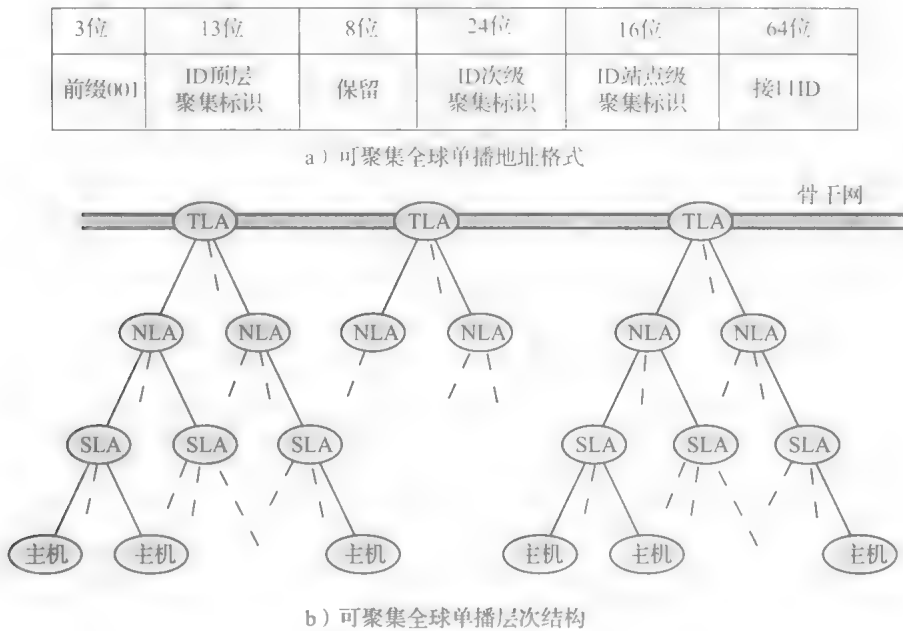 3位 13位 8位 24位 16位 64位
前缀001 ID顶层 保留 ID次级 ID站点级 接口ID
聚集标识 聚集标识 聚集标识
a）可聚集全球单播地址格式
骨干网
TLA TLA TLA
NLA NLA NLA NLA NLA NLA
SLA SLA SLA SLA SLA SLA
主机 主机 主机 主机 主机 主机
b）可聚集全球单播层次结构